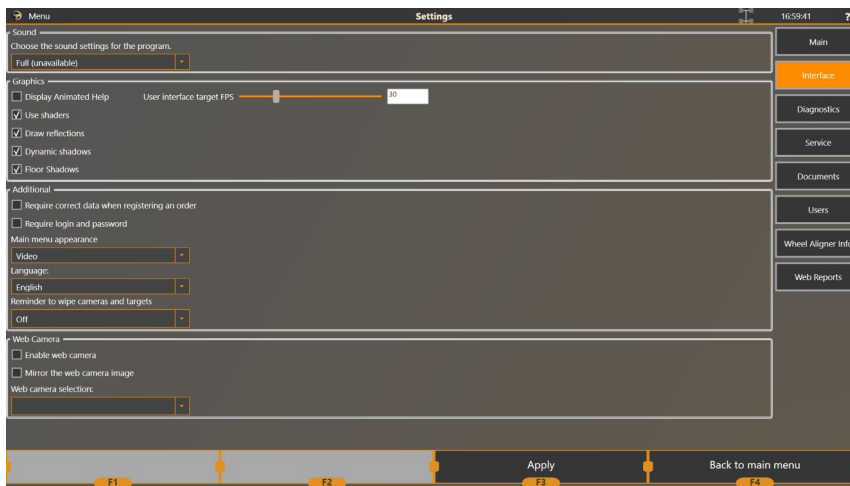 Menu
Settings
16:59:41
?
Sound
Choose the sound settings for the program.
Full (unavailable)
Graphics
Display Animated Help
User interface target FPS
30
Use shaders
Draw reflections
Dynamic shadows
Floor Shadows
Additional
Require correct data when registering an order
Require login and password
Main menu appearance
Video
Language:
English
Reminder to wipe cameras and targets
Off
Web Camera
Enable web camera
Mirror the web camera image
Web camera selection:
Main
Interface
Diagnostics
Service
Documents
Users
Wheel Aligner Info
Web Reports
F1
F2
Apply
F3
Back to main menu
F4